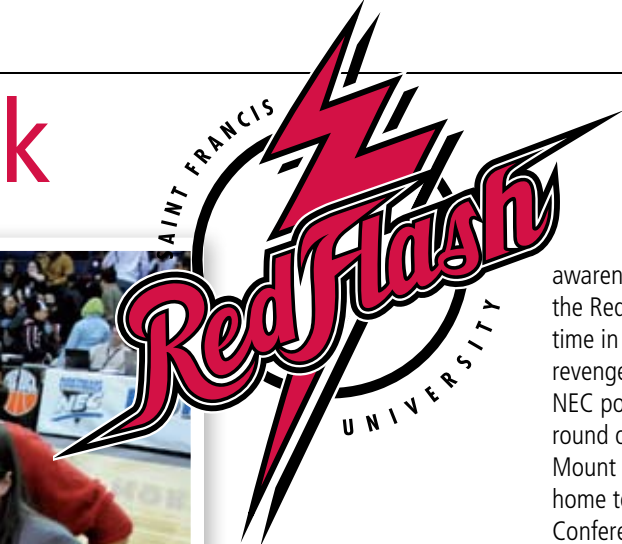 k
SAINT FRANCIS
RedFlash
UNIVERSITY
NEC
awaren
the Red
time in
revenge
NEC po
round o
Mount
home to
Confere